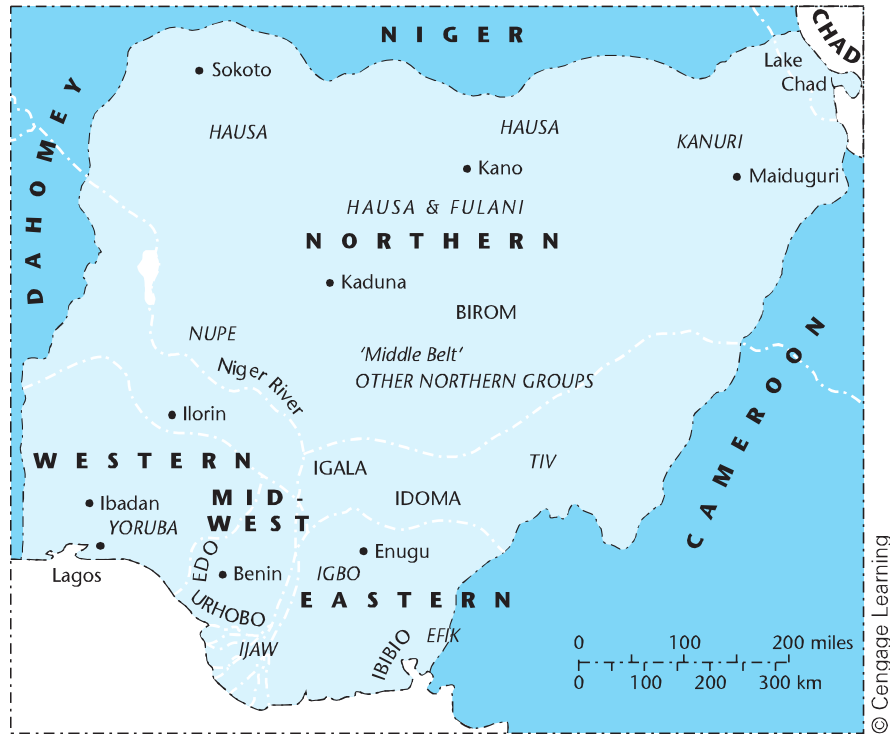 NIGER
CHAD
Lake
Chad
Sokoto
DAHOMEY
HAUSA
HAUSA
KANURI
Kano
Maiduguri
HAUSA & FULANI
NORTHERN
Kaduna
BIROM
NUPE
'Middle Belt'
OTHER NORTHERN GROUPS
Niger River
CAMEROON
Ilorin
WESTERN
IGALA
TIV
MID-
WEST
IDOMA
Ibadan
YORUBA
Lagos
EDO
Benin
Enugu
IGBO
URHOBO
EASTERN
IJAW
IBIBIO
EFIK
0 100 200 miles
0 100 200 300 km
© Cengage Learning